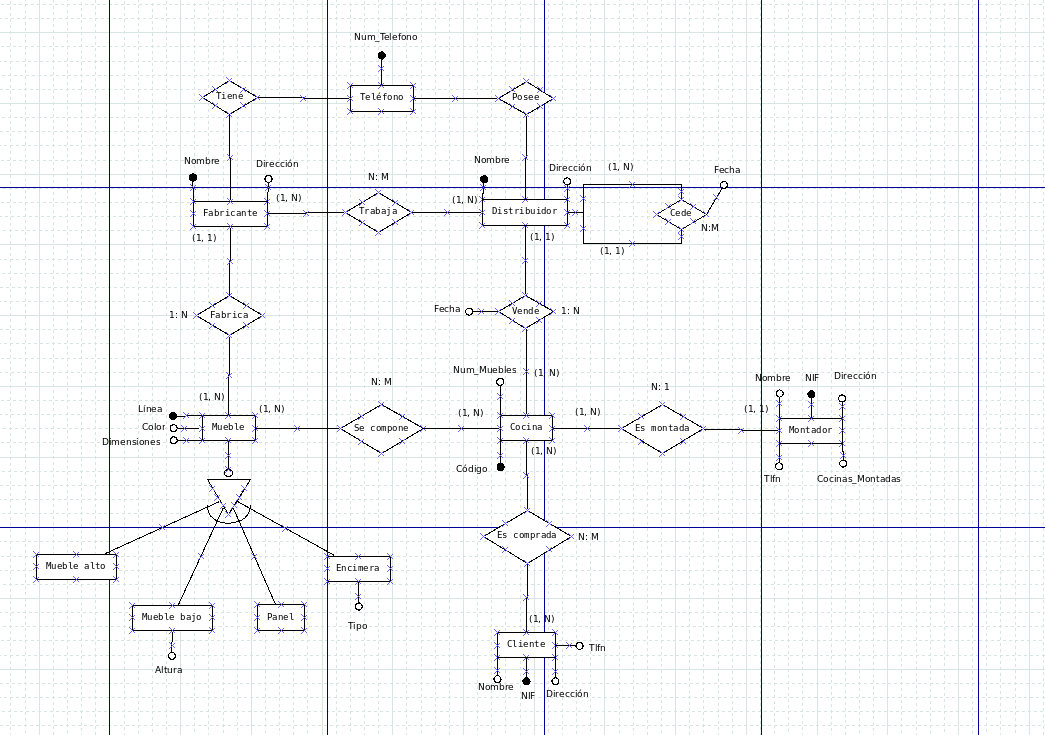 Num_Telefono
Tiene
Teléfono
Posee
Nombre
Dirección
N: M
Nombre
Dirección
(1, N)
Fecha
(1, N)
(1, N)
Fabricante
Trabaja
Distribuidor
Cede
N:M
(1, 1)
(1, 1)
(1, 1)
1: N
Fabrica
Fecha
Vende
1: N
Num_Muebles
(1, N)
N: M
N: 1
Nombre
NIF
Dirección
(1, N)
Línea
(1, N)
(1, N)
(1, N)
(1, 1)
Color
Mueble
Se compone
Cocina
Es montada
Montador
Dimensiones
(1, N)
Código
Tlfn
Cocinas_Montadas
Es comprada
N: M
Mueble alto
Encimera
Mueble bajo
Panel
Tipo
(1, N)
Cliente
Tlfn
Altura
Nombre
NIF
Dirección